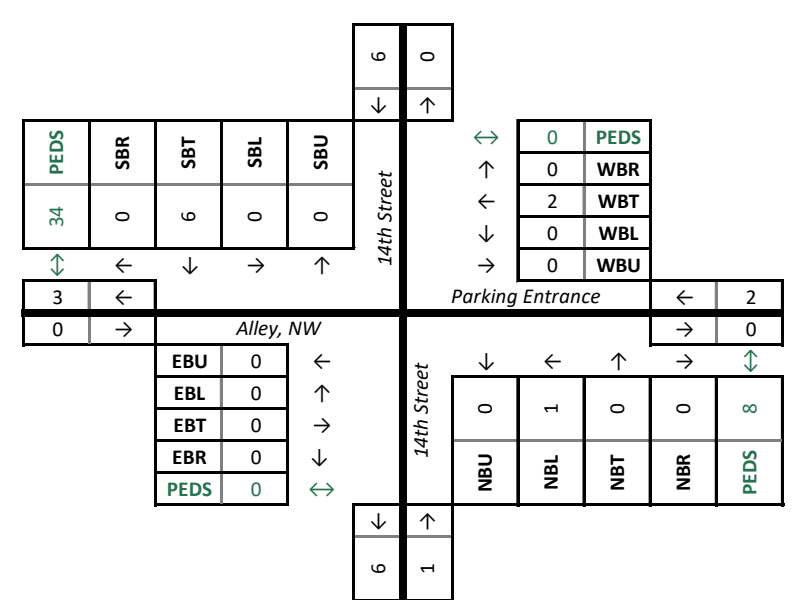 6 0
↓ ↑
PEDS SBR SBT SBL SBU
34 0 6 0 0
↕ ← ↓ → ↑
14th Street
↔ 0 PEDS
↑ 0 WBR
← 2 WBT
↓ 0 WBL
→ 0 WBU
3 ←
0 →
Parking Entrance
← 2
→ 0
Alley, NW
EBU 0 ←
EBL 0 ↑
EBT 0 →
EBR 0 ↓
PEDS 0 ↔
14th Street
↓ ← ↑ → ↕
0 1 0 0 8
NBU NBL NBT NBR PEDS
↓ ↑
6 1